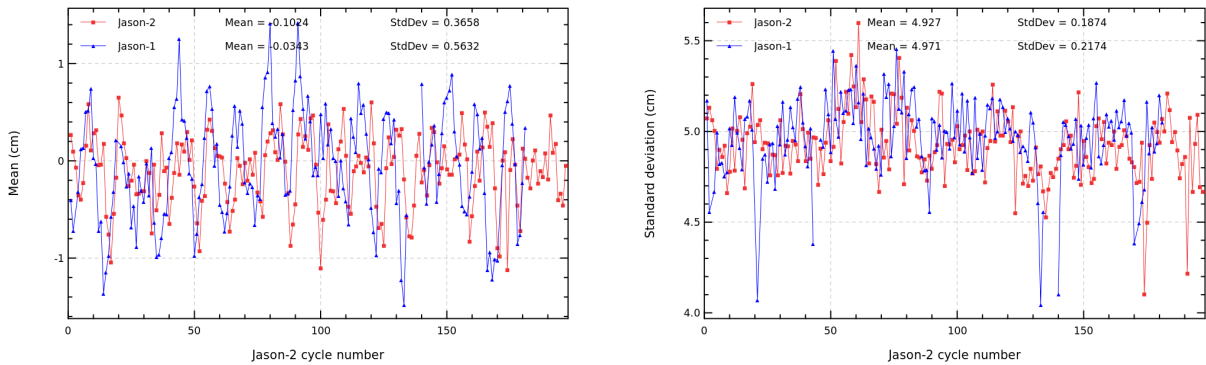 Jason-2 Mean = -0.1024 StdDev = 0.3658
Jason-1 Mean = -0.0343 StdDev = 0.5632
Mean (cm)
1
0
-1
0 50 100 150
Jason-2 cycle number
Jason-2 Mean = 4.927 StdDev = 0.1874
Jason-1 Mean = 4.971 StdDev = 0.2174
Standard deviation (cm)
5.5
5.0
4.5
4.0
0 50 100 150
Jason-2 cycle number